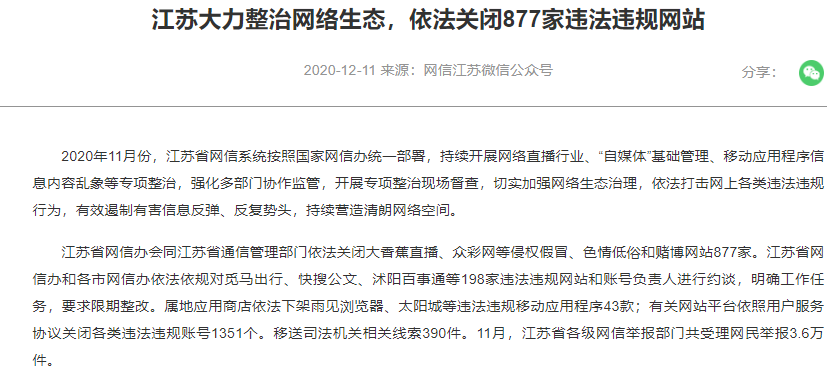 江苏大力整治网络生态，依法关闭877家违法违规网站
2020-12-11 来源：网信江苏微信公众号
分享：
2020年11月份，江苏省网信系统按照国家网信办统一部署，持续开展网络直播行业、“自媒体”基础管理、移动应用程序信
息内容乱象等专项整治，强化多部门协作监管，开展专项整治现场督查，切实加强网络生态治理，依法打击网上各类违法违规
行为，有效遏制有害信息反弹、反复势头，持续营造清朗网络空间。
江苏省网信办会同江苏省通信管理部门依法关闭大香蕉直播、众彩网等侵权假冒、色情低俗和赌博网站877家。江苏省网
信办和各市网信办依法依规对觅马出行、快搜公文、沭阳百事通等198家违法违规网站和账号负责人进行约谈，明确工作任
务，要求限期整改。属地应用商店依法下架雨见浏览器、太阳城等违法违规移动应用程序43款；有关网站平台依照用户服务
协议关闭各类违法违规账号1351个。移送司法机关相关线索390件。11月，江苏省各级网信举报部门共受理网民举报3.6万
件。